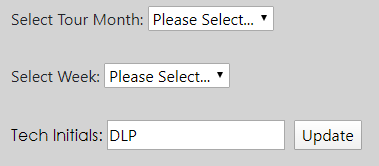 Select Tour Month: Please Select...
Select Week: Please Select...
Tech Initials: DLP Update